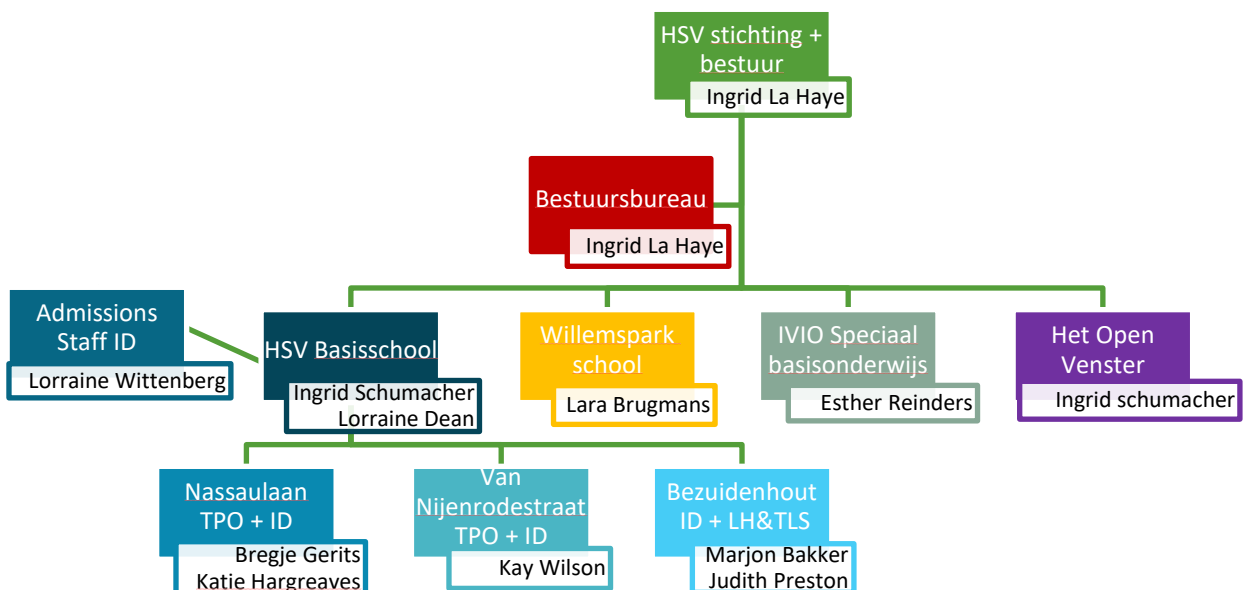 HSV stichting +
bestuur
Ingrid La Haye
Bestuursbureau
Ingrid La Haye
Admissions
Staff ID
Lorraine Wittenberg
HSV Basisschool
Ingrid Schumacher
Lorraine Dean
Willemspark
school
Lara Brugmans
IVIO Speciaal
basisonderwijs
Esther Reinders
Het Open
Venster
Ingrid schumacher
Nassaulaan
TPO + ID
Bregje Gerits
Katie Hargreaves
Van
Nijenrodestraat
TPO + ID
Kay Wilson
Bezuidenhout
ID + LH&TLS
Marjon Bakker
Judith Preston